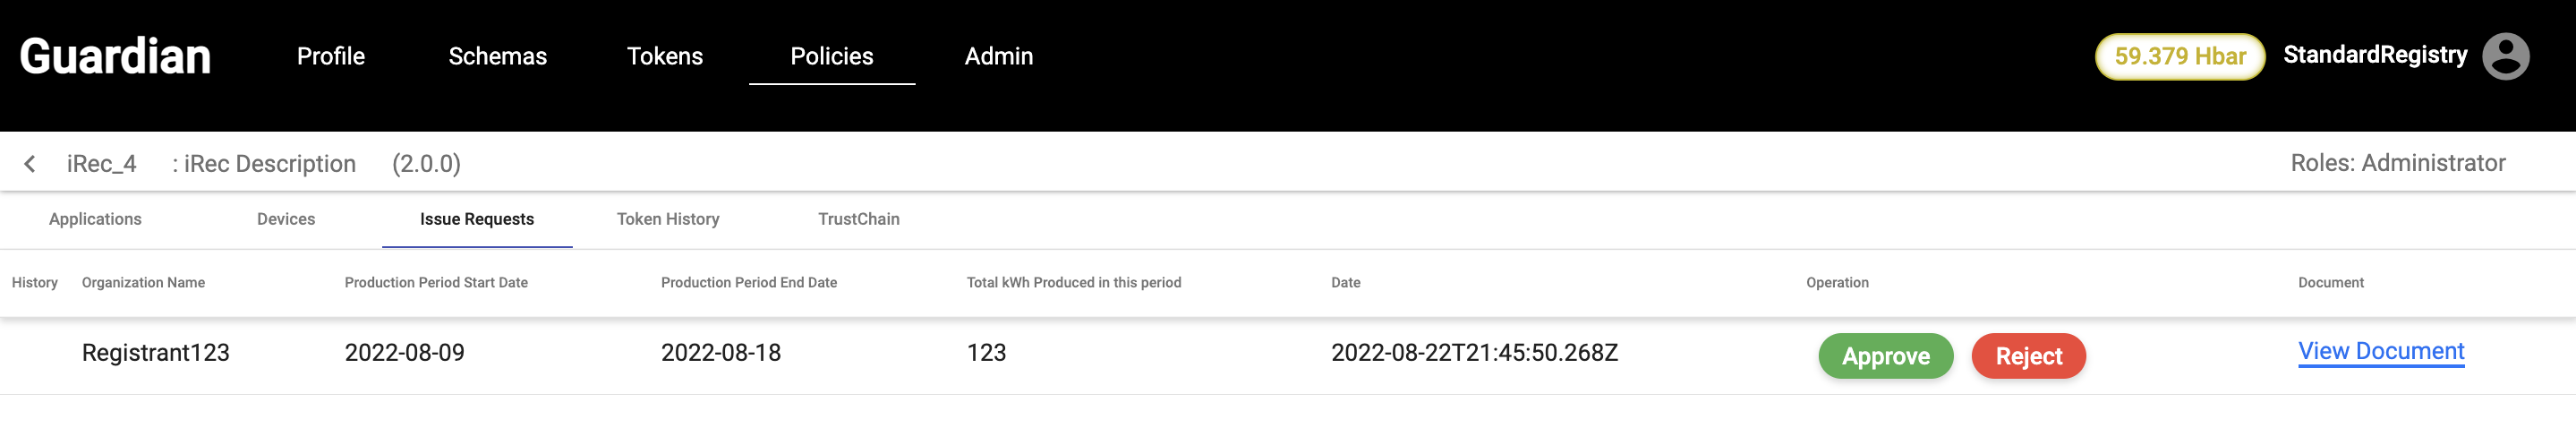 Guardian Profile Schemas Tokens Policies Admin 59.379 Hbar StandardRegistry
iRec_4 : iRec Description (2.0.0) Roles: Administrator
Applications Devices Issue Requests Token History TrustChain
History Organization Name Production Period Start Date Production Period End Date Total kWh Produced in this period Date Operation Document
Registrant123 2022-08-09 2022-08-18 123 2022-08-22T21:45:50.268Z Approve Reject View Document